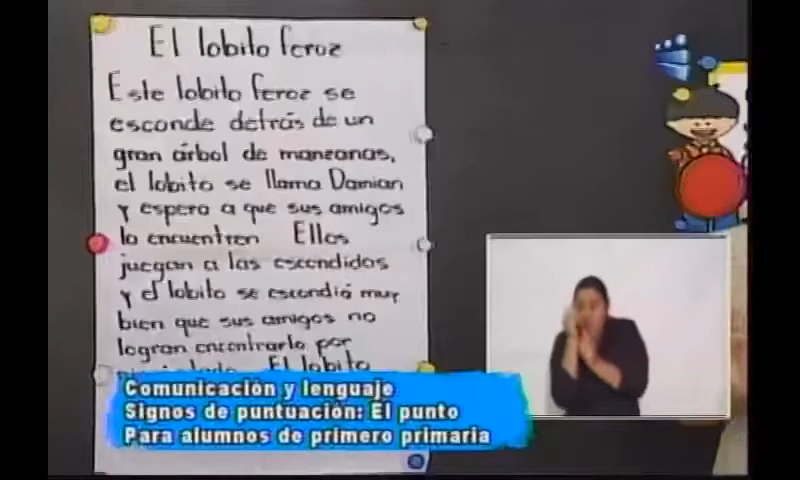 El lobito feroz
Este lobito feroz se
esconde detrás de un
gran árbol de manzanas,
el lobito se llama Damian
y espera a que sus amigos
lo encuentren Ellos
juegan a las escondidas
y el lobito se escondió muy
bien que sus amigos no
logran encontrarlo por
El lobito
Comunicación y lenguaje
Signos de puntuación: El punto
Para alumnos de primero primaria